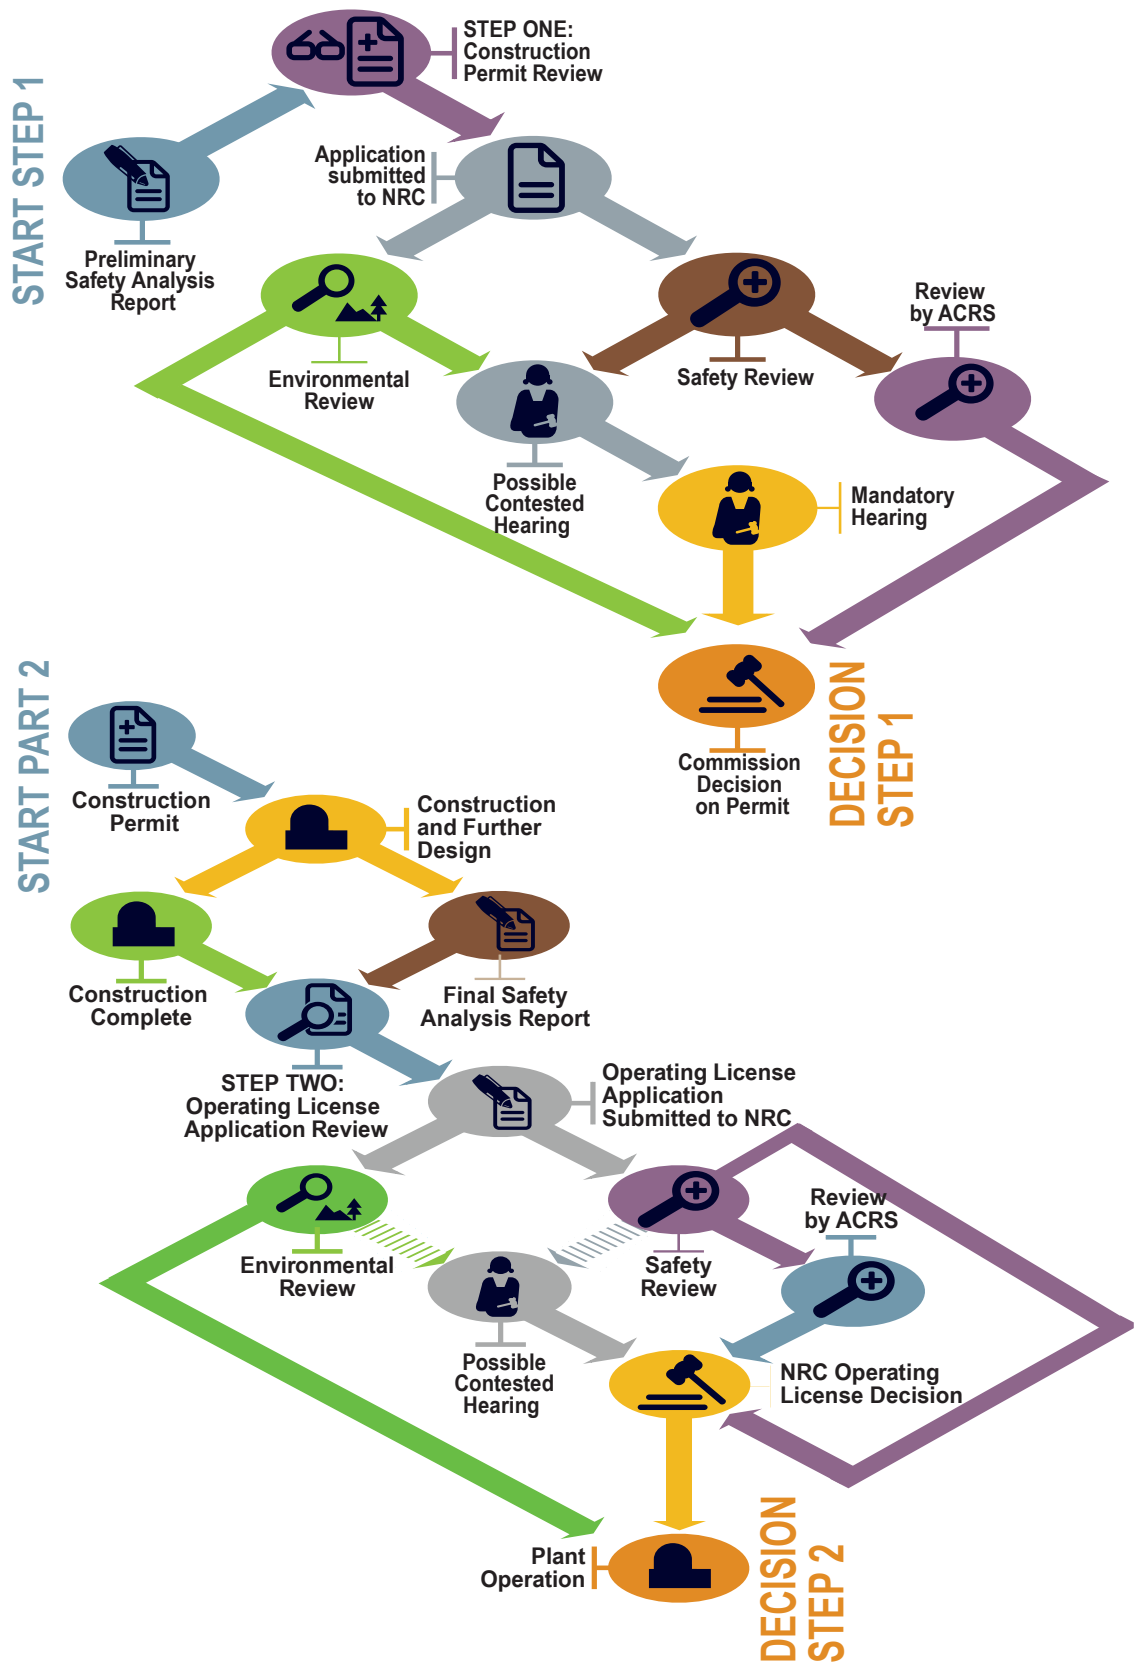 START STEP 1
STEP ONE:
Construction
Permit Review
Application
submitted
to NRC
Preliminary
Safety Analysis
Report
Environmental
Review
Safety Review
Review
by ACRS
Possible
Contested
Hearing
Mandatory
Hearing
Commission
Decision
on Permit
DECISION
STEP 1
START PART 2
Construction
Permit
Construction
and Further
Design
Construction
Complete
Final Safety
Analysis Report
STEP TWO:
Operating License
Application Review
Operating License
Application
Submitted to NRC
Environmental
Review
Safety
Review
Review
by ACRS
Possible
Contested
Hearing
NRC Operating
License Decision
Plant
Operation
DECISION
STEP 2